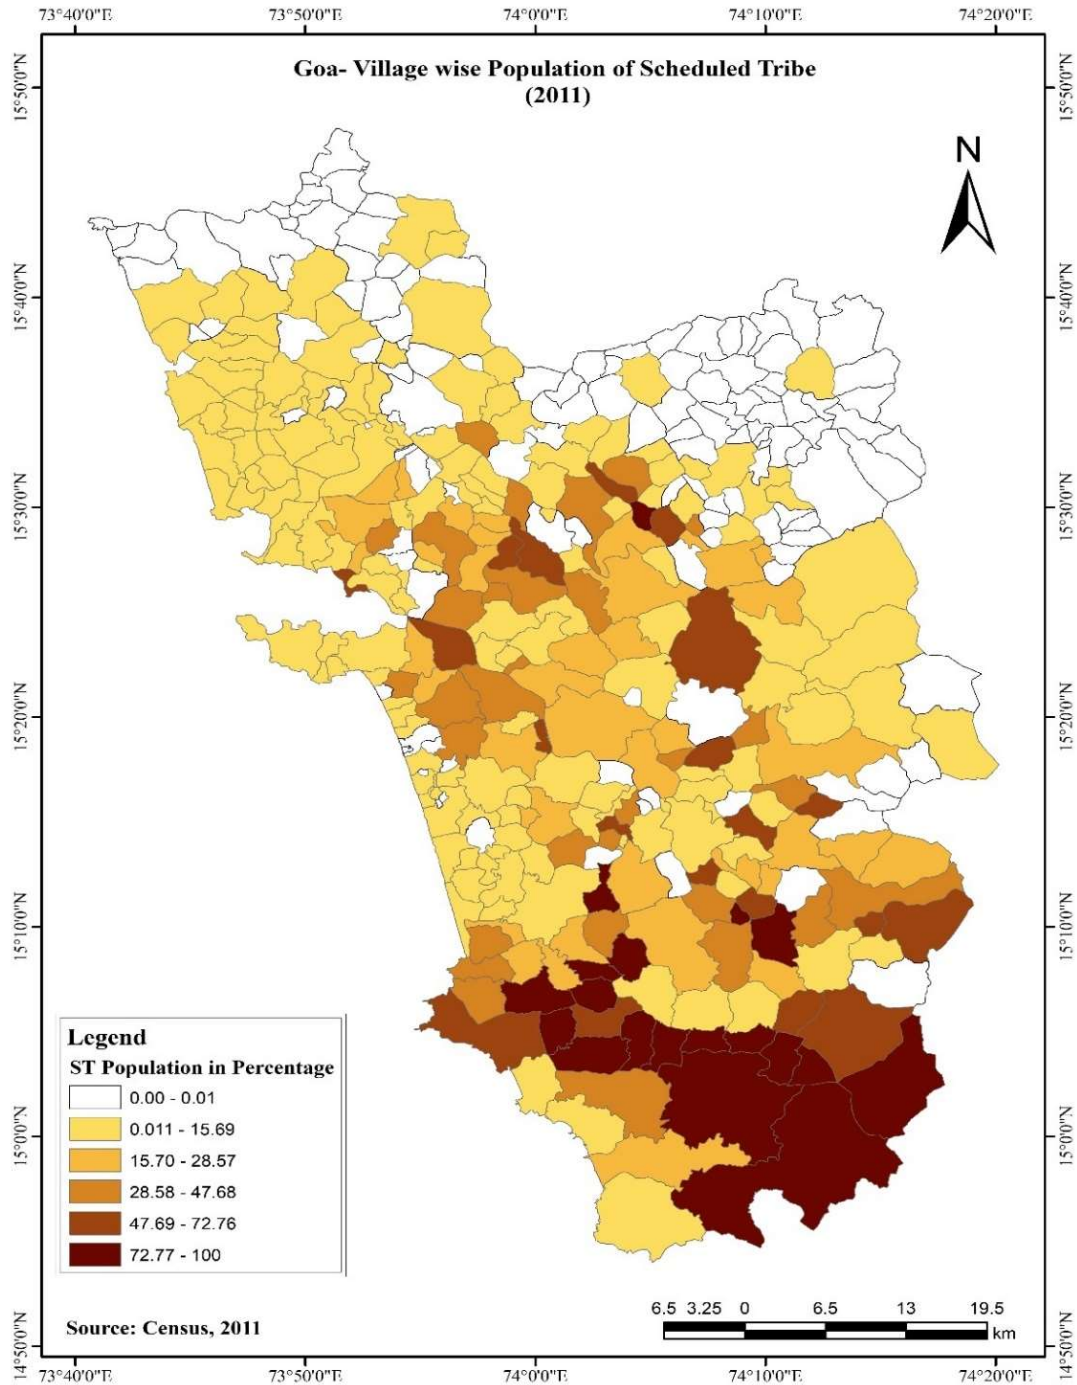 73°40'0"E 73°50'0"E 74°0'0"E 74°10'0"E 74°20'0"E
Goa- Village wise Population of Scheduled Tribe
(2011)
N
15°50'0"N 15°50'0"N
15°40'0"N 15°40'0"N
15°30'0"N 15°30'0"N
15°20'0"N 15°20'0"N
15°10'0"N 15°10'0"N
15°0'0"N 15°0'0"N
14°50'0"N 14°50'0"N
Legend
ST Population in Percentage
0.00 - 0.01
0.011 - 15.69
15.70 - 28.57
28.58 - 47.68
47.69 - 72.76
72.77 - 100
Source: Census, 2011
6.5 3.25 0 6.5 13 19.5
km
73°40'0"E 73°50'0"E 74°0'0"E 74°10'0"E 74°20'0"E